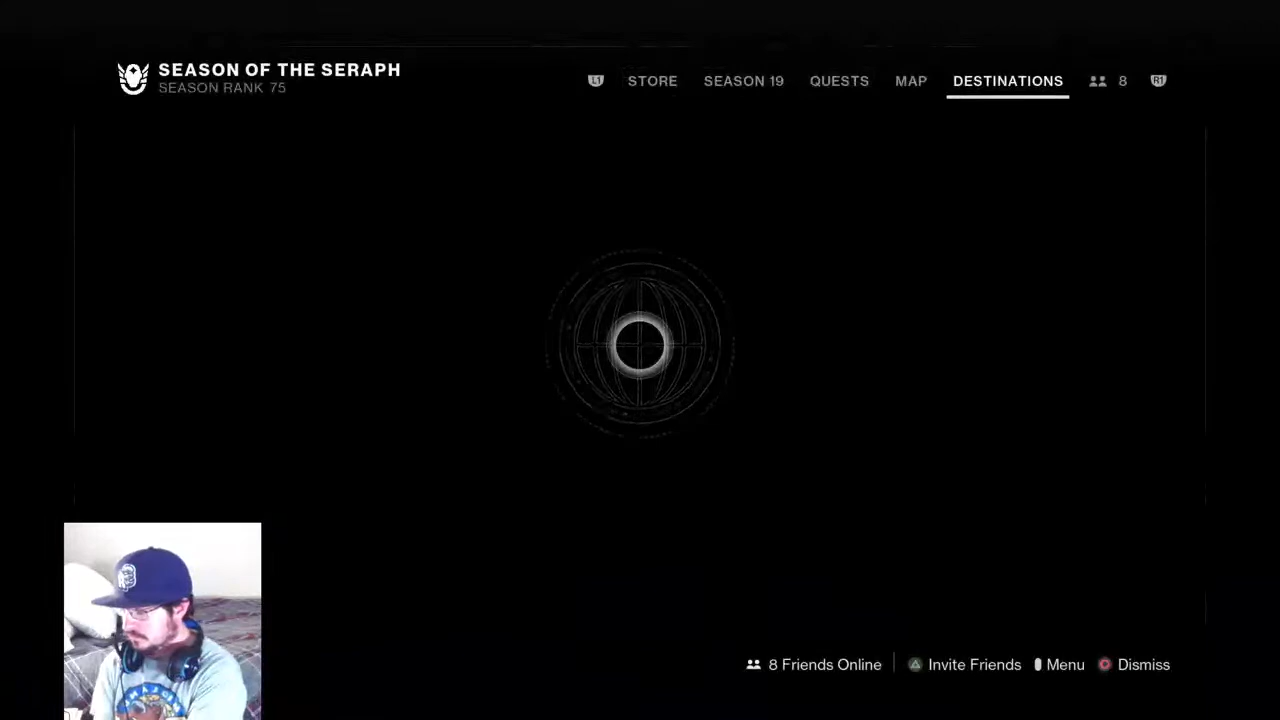 SEASON OF THE SERAPH
SEASON RANK 75
L1 STORE SEASON 19 QUESTS MAP DESTINATIONS 8 R1
8 Friends Online Invite Friends Menu Dismiss